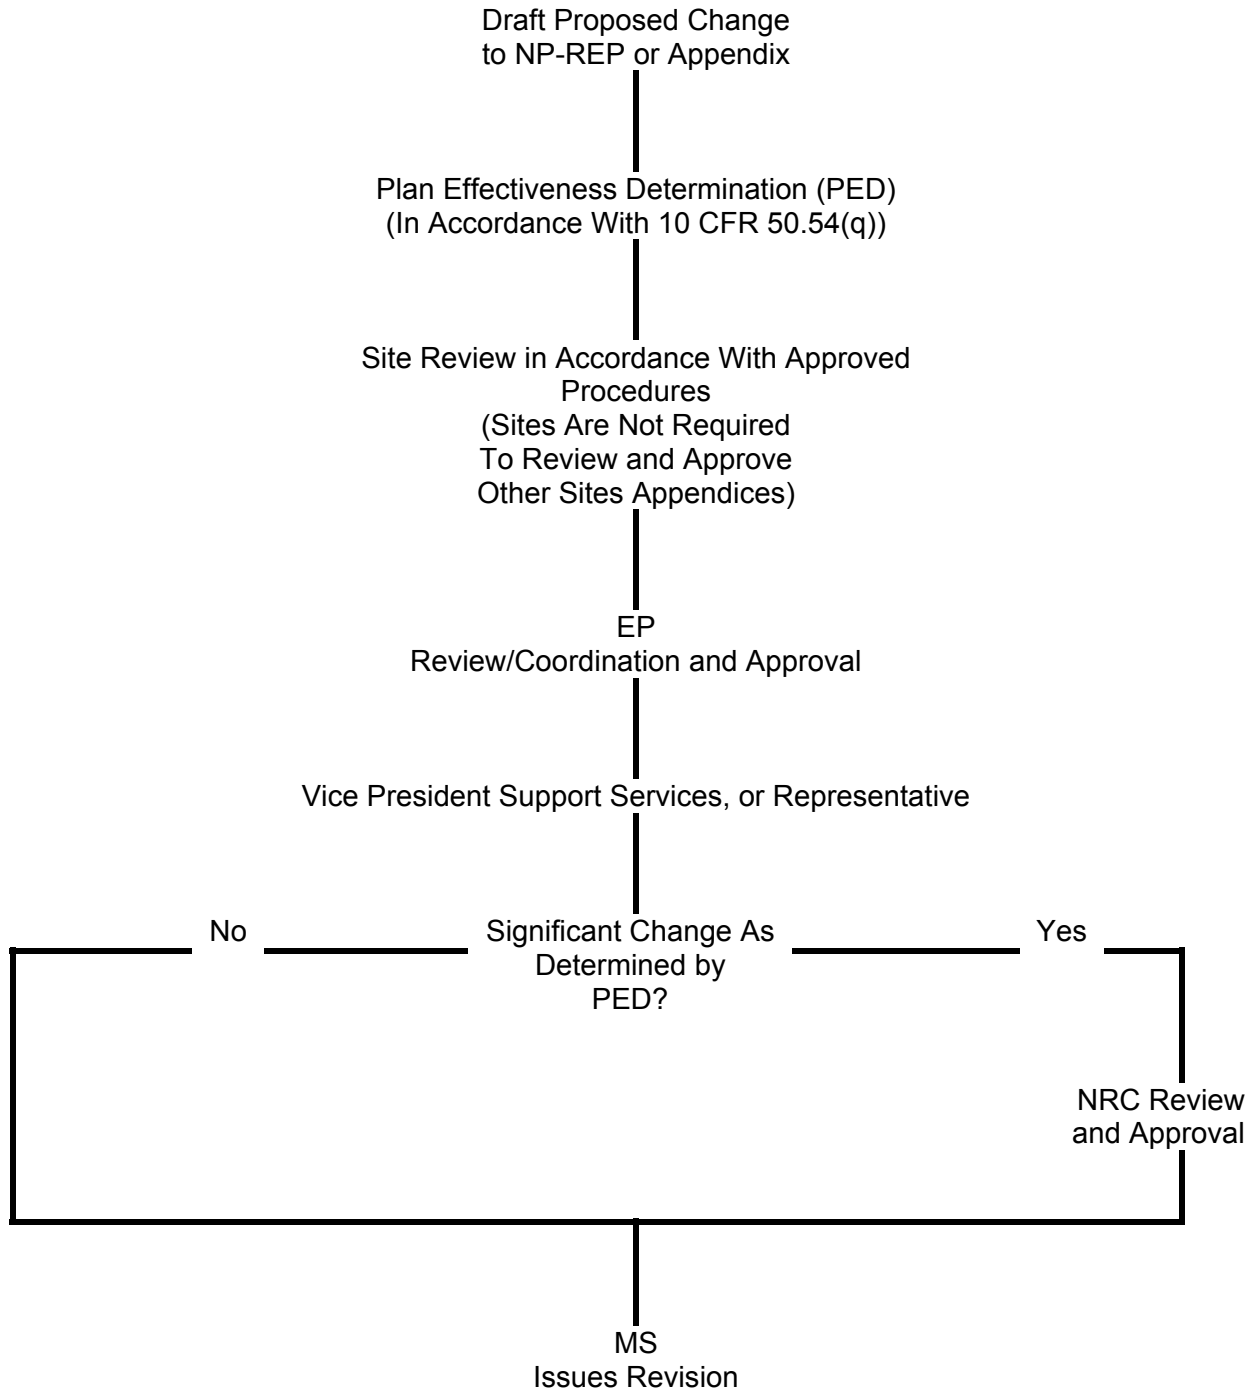 Draft Proposed Change
to NP-REP or Appendix
Plan Effectiveness Determination (PED)
(In Accordance With 10 CFR 50.54(q))
Site Review in Accordance With Approved
Procedures
(Sites Are Not Required
To Review and Approve
Other Sites Appendices)
EP
Review/Coordination and Approval
Vice President Support Services, or Representative
No
Significant Change As
Determined by
PED?
Yes
NRC Review
and Approval
MS
Issues Revision